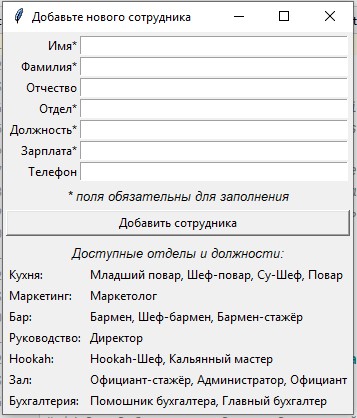 Добавьте нового сотрудника
Имя*
Фамилия*
Отчество
Отдел*
Должность*
Зарплата*
Телефон
* поля обязательны для заполнения
Добавить сотрудника
Доступные отделы и должности:
Кухня: Младший повар, Шеф-повар, Су-Шеф, Повар
Маркетинг: Маркетолог
Бар: Бармен, Шеф-бармен, Бармен-стажёр
Руководство: Директор
Hookah: Hookah-Шеф, Кальянный мастер
Зал: Официант-стажёр, Администратор, Официант
Бухгалтерия: Помошник бухгалтера, Главный бухгалтер